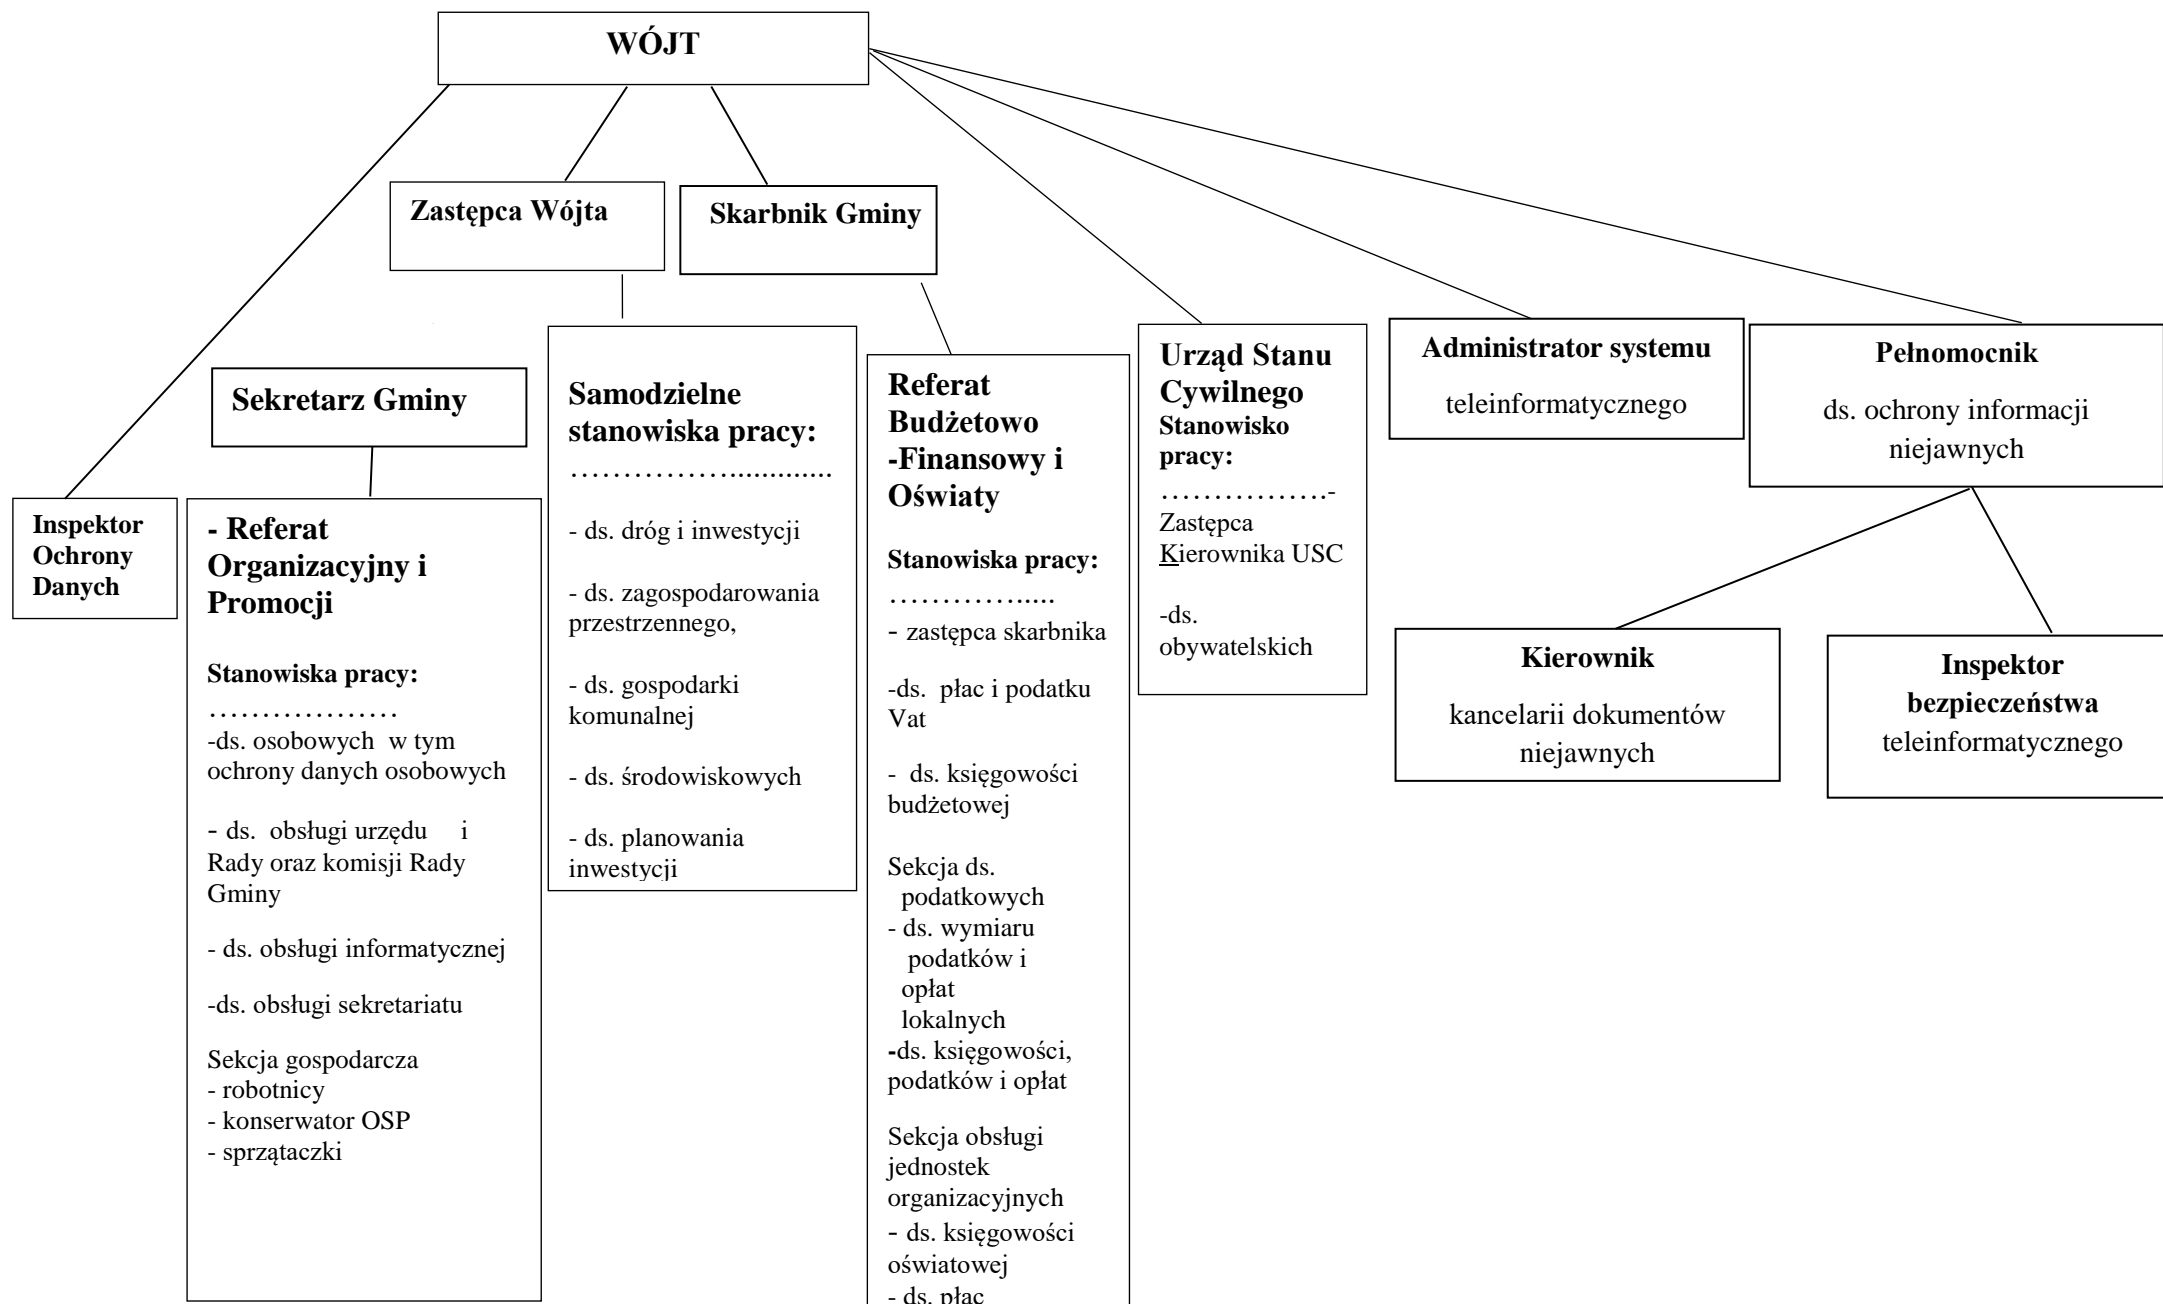 WÓJT
Zastępca Wójta
Skarbnik Gminy
Sekretarz Gminy
Inspektor
Ochrony
Danych
- Referat
Organizacyjny i
Promocji
Stanowiska pracy:
………………
-ds. osobowych w tym
ochrony danych osobowych
- ds. obsługi urzędu i
Rady oraz komisji Rady
Gminy
- ds. obsługi informatycznej
-ds. obsługi sekretariatu
Sekcja gospodarcza
- robotnicy
- konserwator OSP
- sprzątaczki
Samodzielne
stanowiska pracy:
…………….............
- ds. dróg i inwestycji
- ds. zagospodarowania
przestrzennego,
- ds. gospodarki
komunalnej
- ds. środowiskowych
- ds. planowania
inwestycji
Referat
Budżetowo
-Finansowy i
Oświaty
Stanowiska pracy:
………….....
- zastępca skarbnika
-ds. płac i podatku
Vat
- ds. księgowości
budżetowej
Sekcja ds.
podatkowych
- ds. wymiaru
podatków i
opłat
lokalnych
-ds. księgowości,
podatków i opłat
Sekcja obsługi
jednostek
organizacyjnych
- ds. księgowości
oświatowej
- ds. płac
Urząd Stanu
Cywilnego
Stanowisko
pracy:
…………….-
Zastępca
Kierownika USC
-ds.
obywatelskich
Administrator systemu
teleinformatycznego
Pełnomocnik
ds. ochrony informacji
niejawnych
Kierownik
kancelarii dokumentów
niejawnych
Inspektor
bezpieczeństwa
teleinformatycznego